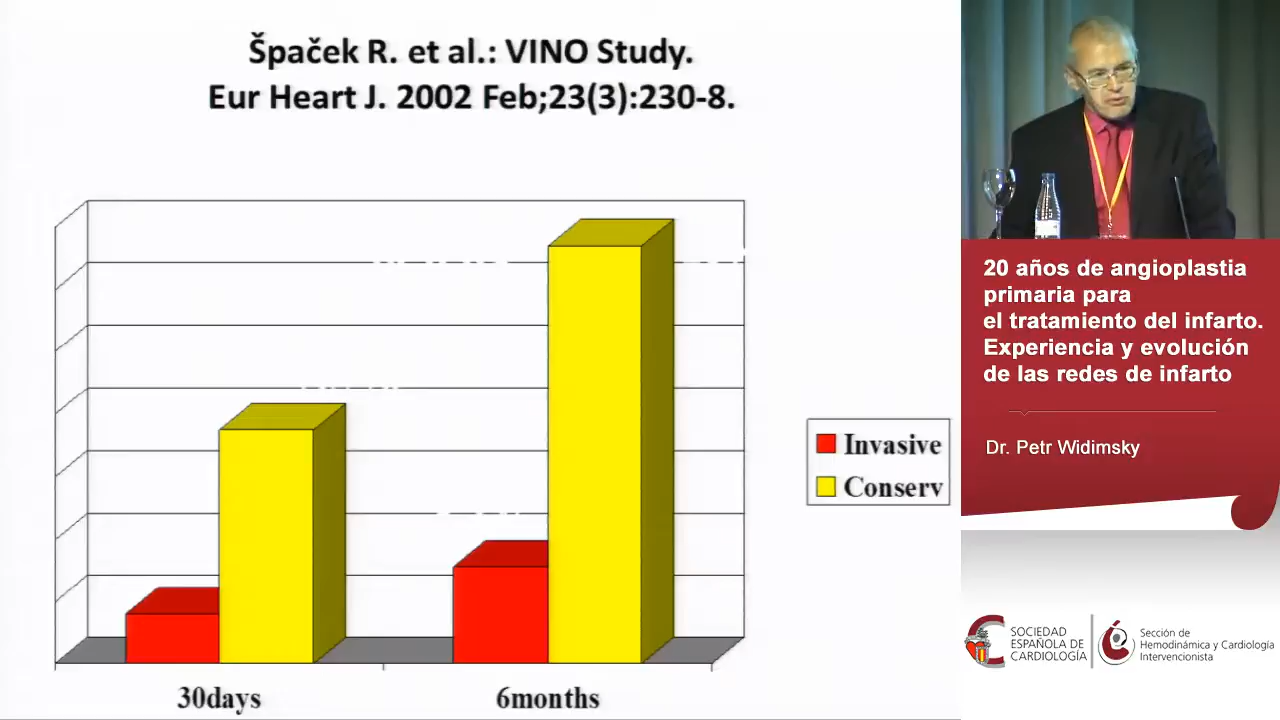 Špaček R. et al.: VINO Study.
Eur Heart J. 2002 Feb;23(3):230-8.
Invasive
Conserv
30days
6months
20 años de angioplastia
primaria para
el tratamiento del infarto.
Experiencia y evolución
de las redes de infarto
Dr. Petr Widimsky
SOCIEDAD
ESPAÑOLA DE
CARDIOLOGÍA
Sección de
Hemodinámica y Cardiología
Intervencionista